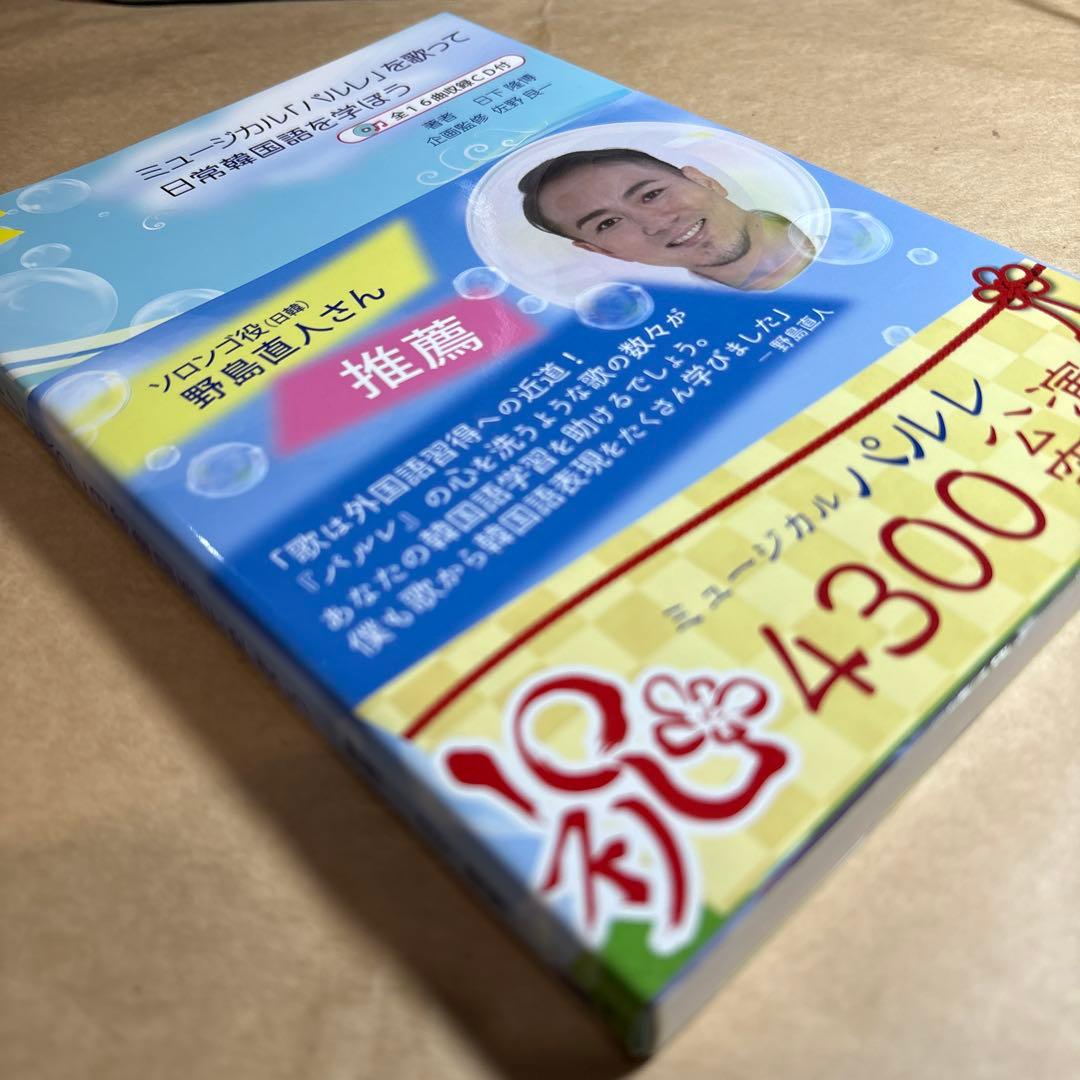 ミュージカル「パルレ」を歌って
日常韓国語を学ぼう
全16曲収録CD付
著者 日下 隆博
企画監修 佐野 良一
ソロンゴ役(日韓)
野島直人さん
推薦
「歌は外国語習得への近道!
『パルレ』の心を洗うような歌の数々が
あなたの韓国語学習を助けるでしょう。
僕も歌から韓国語表現をたくさん学びました」
ー 野島直人
ミュージカル パルレ
4300
公演
祝